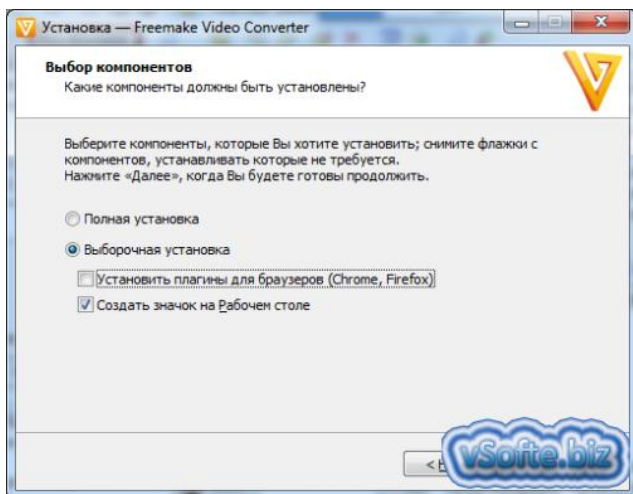 Установка — Freemake Video Converter
Выбор компонентов
Какие компоненты должны быть установлены?
Выберите компоненты, которые Вы хотите установить; снимите флажки с
компонентов, устанавливать которые не требуется.
Нажмите «Далее», когда Вы будете готовы продолжить.
Полная установка
Выборочная установка
Установить плагины для браузеров (Chrome, Firefox)
Создать значок на Рабочем столе
<
vSofte.biz